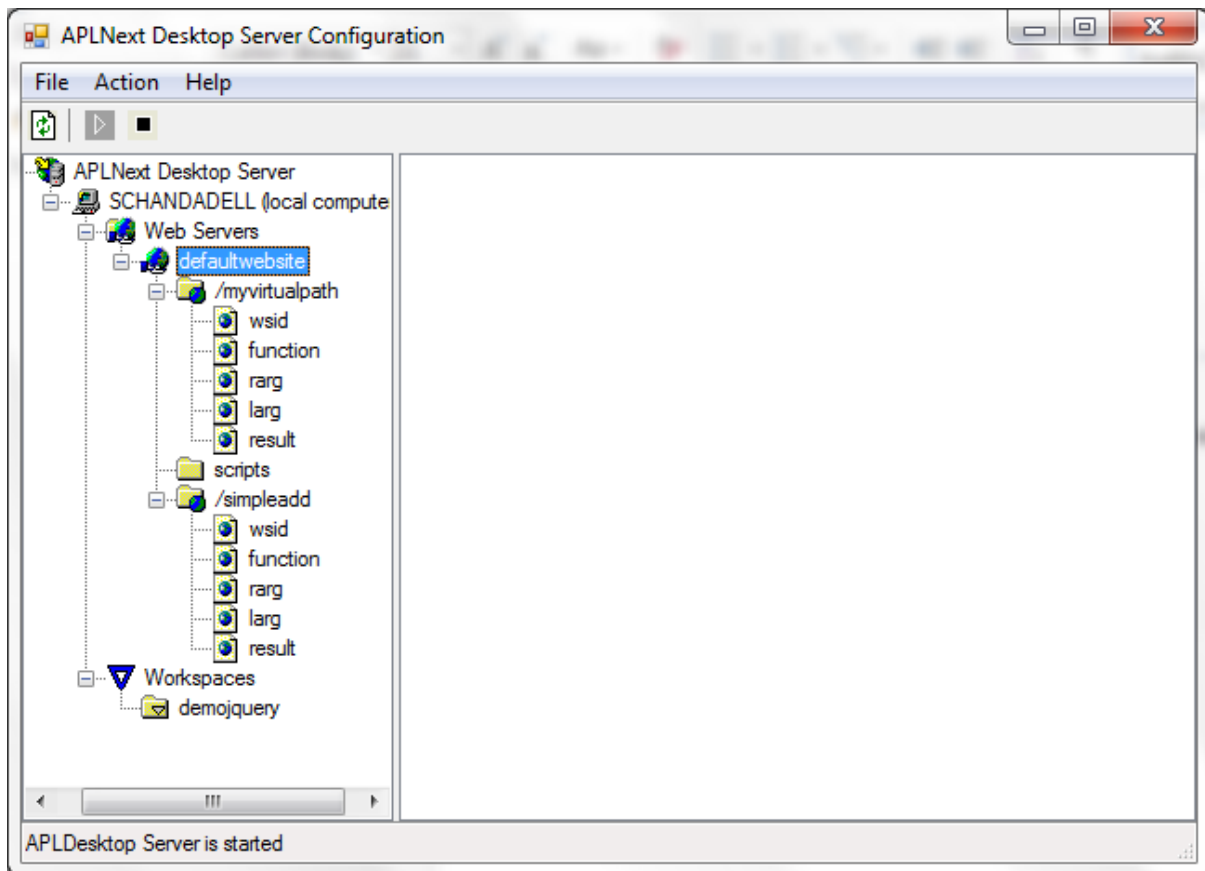 APLNext Desktop Server Configuration
File Action Help
APLNext Desktop Server
SCHANDADELL (local compute
Web Servers
defaultwebsite
/myvirtualpath
wsid
function
rarg
larg
result
scripts
/simpleadd
wsid
function
rarg
larg
result
Workspaces
demojquery
APLDesktop Server is started